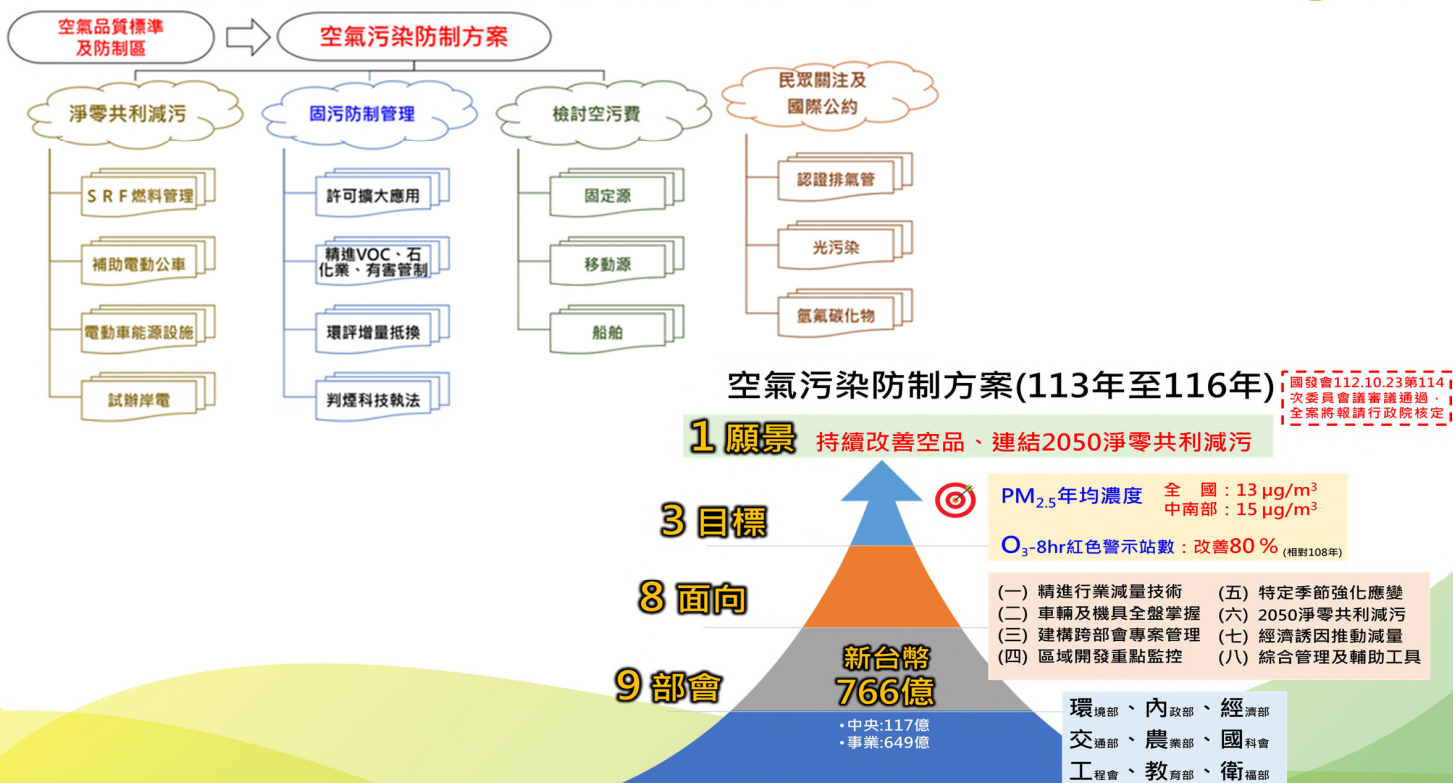 空氣品質標準
及防制區
空氣污染防制方案
淨零共利減污
SRF燃料管理
補助電動公車
電動車能源設施
試辦岸電
固污防制管理
許可擴大應用
精進VOC、石
化業、有害管制
環評增量抵換
判煙科技執法
檢討空污費
固定源
移動源
船舶
民眾關注及
國際公約
認證排氣管
光污染
氫氟碳化物
空氣污染防制方案(113年至116年)
國發會112.10.23第114
次委員會議審議通過，
全案將報請行政院核定
1 願景 持續改善空品、連結2050淨零共利減污
3 目標
PM2.5年均濃度
全 國：13 μg/m³
中南部：15 μg/m³
O3-8hr紅色警示站數：改善80 % (相對108年)
8 面向
(一) 精進行業減量技術
(二) 車輛及機具全盤掌握
(三) 建構跨部會專案管理
(四) 區域開發重點監控
(五) 特定季節強化應變
(六) 2050淨零共利減污
(七) 經濟誘因推動減量
(八) 綜合管理及輔助工具
9 部會
新台幣
766億
•中央:117億
•事業:649億
環境部、內政部、經濟部
交通部、農業部、國科會
工程會、教育部、衛福部